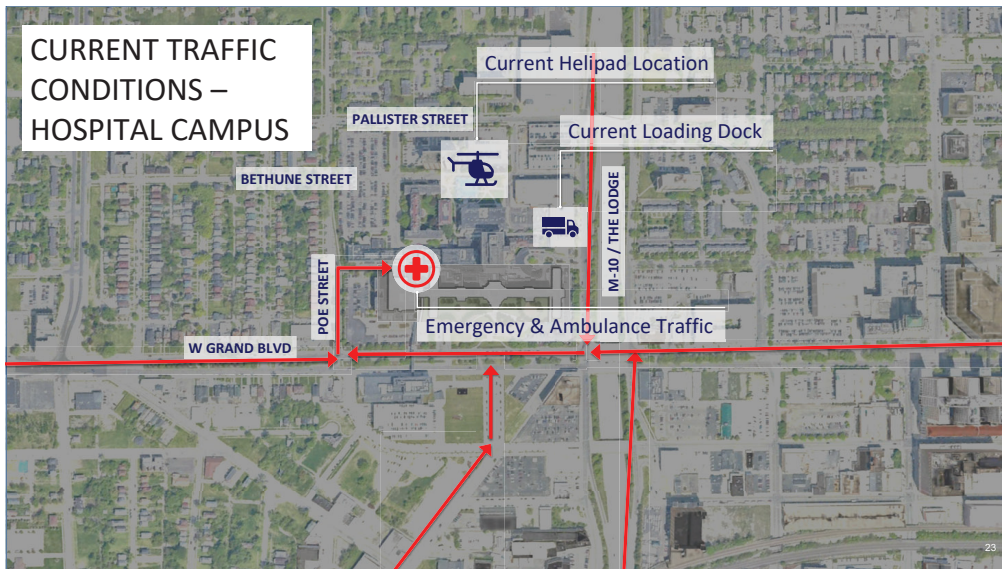 CURRENT TRAFFIC
CONDITIONS –
HOSPITAL CAMPUS
Current Helipad Location
PALLISTER STREET
Current Loading Dock
BETHUNE STREET
M-10 / THE LODGE
POE STREET
Emergency & Ambulance Traffic
W GRAND BLVD
23